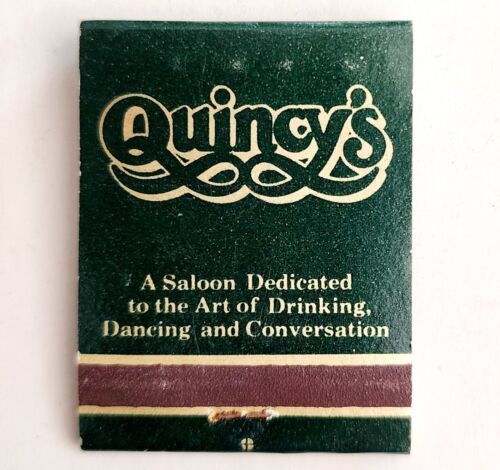 Quincy's
A Saloon Dedicated
to the Art of Drinking,
Dancing and Conversation